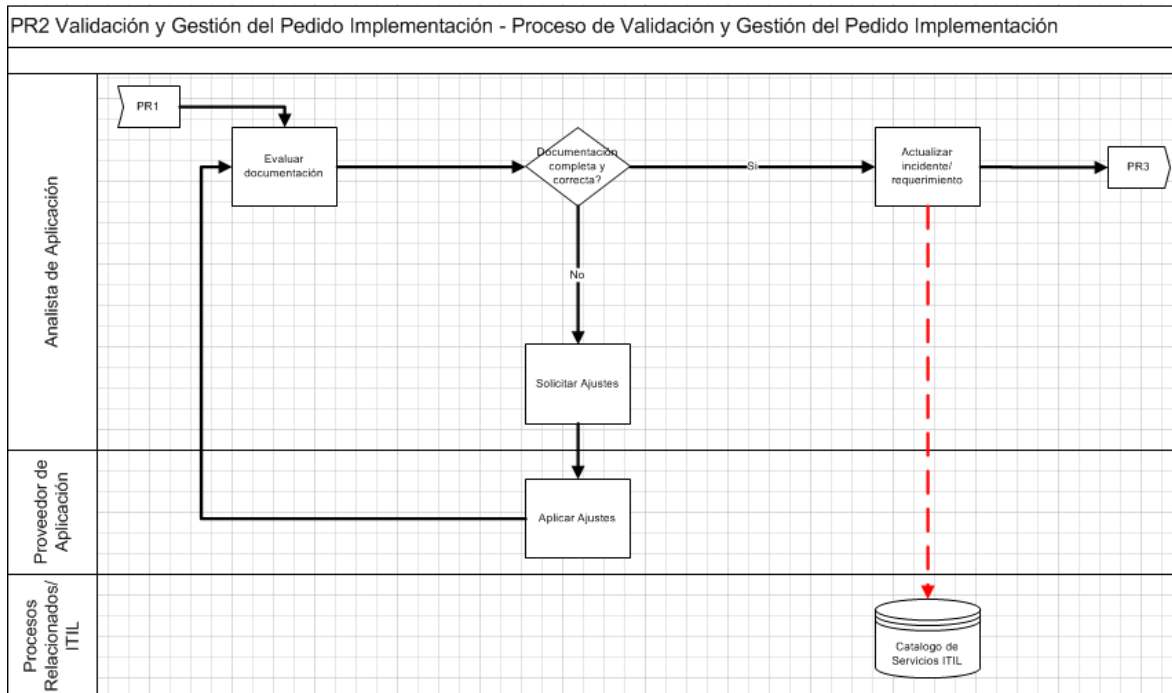 PR2 Validación y Gestión del Pedido Implementación - Proceso de Validación y Gestión del Pedido Implementación
Analista de Aplicación
PR1
Evaluar
documentación
Documentación
completa y
correcta?
Si
Actualizar
incidente/
requerimiento
PR3
No
Solicitar Ajustes
Proveedor de
Aplicación
Aplicar Ajustes
Procesos
Relacionados/
ITIL
Catalogo de
Servicios ITIL